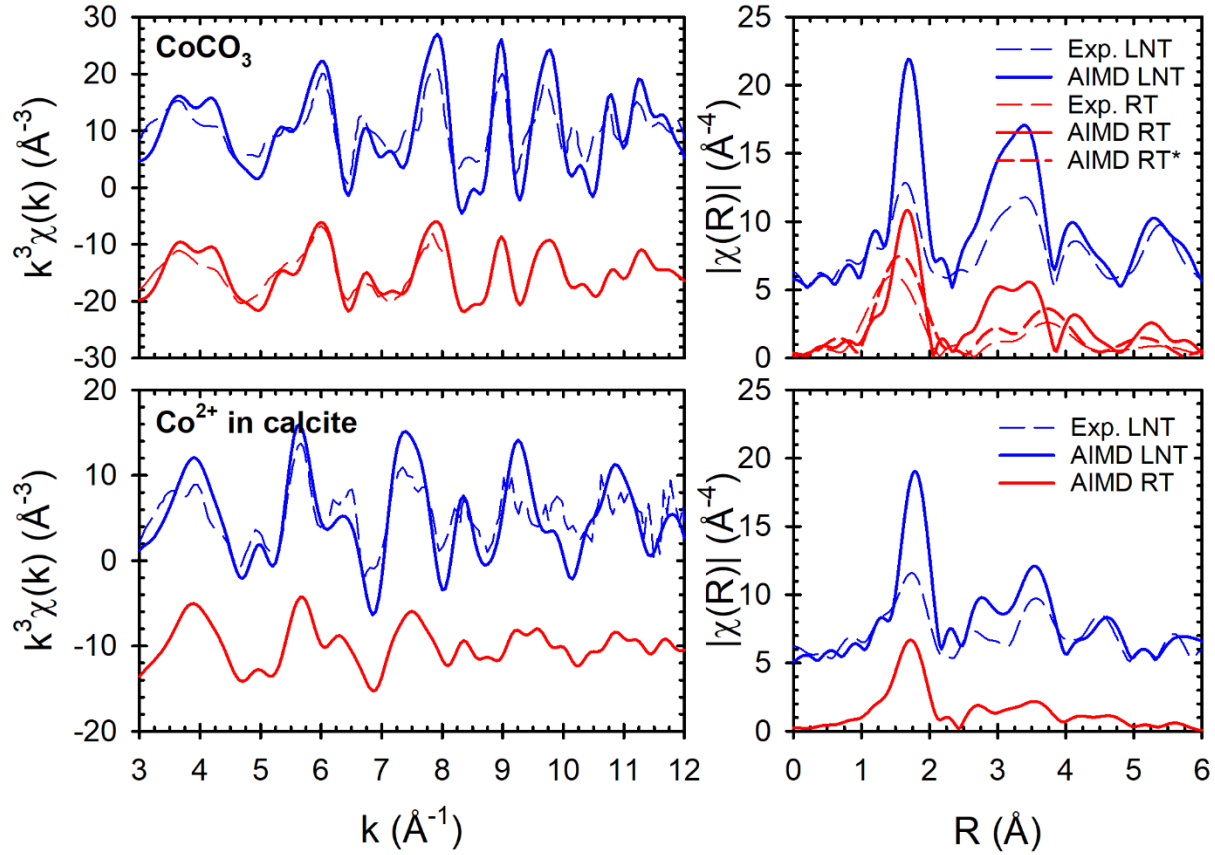 CoCO₃
k³χ(k) (Å⁻³)
30
20
10
0
-10
-20
-30
|χ(R)| (Å⁻⁴)
25
20
15
10
5
0
Exp. LNT
AIMD LNT
Exp. RT
AIMD RT
AIMD RT*
Co²⁺ in calcite
k³χ(k) (Å⁻³)
20
10
0
-10
-20
3 4 5 6 7 8 9 10 11 12
k (Å⁻¹)
|χ(R)| (Å⁻⁴)
25
20
15
10
5
0
Exp. LNT
AIMD LNT
AIMD RT
0 1 2 3 4 5 6
R (Å)